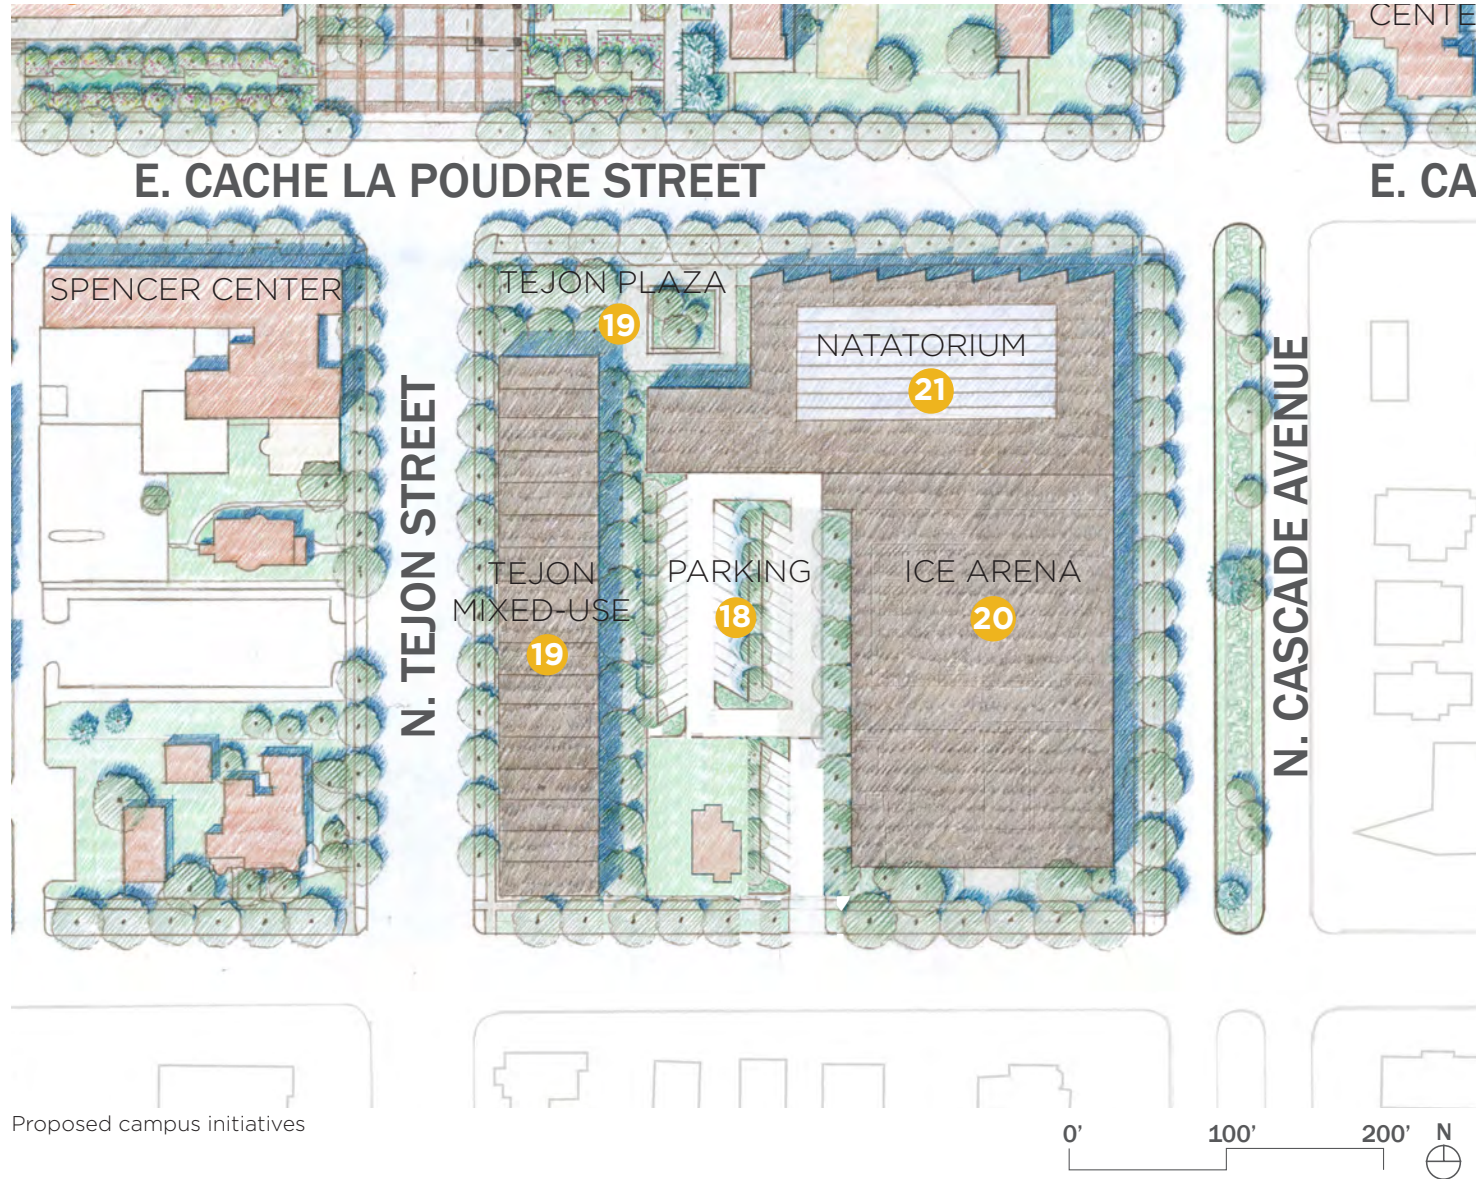 CENTE
E. CACHE LA POUDRE STREET
E. CA
SPENCER CENTER
TEJON PLAZA
19
NATATORIUM
21
N. TEJON STREET
N. CASCADE AVENUE
TEJON
MIXED-USE
19
PARKING
18
ICE ARENA
20
Proposed campus initiatives
0'
100'
200'
N